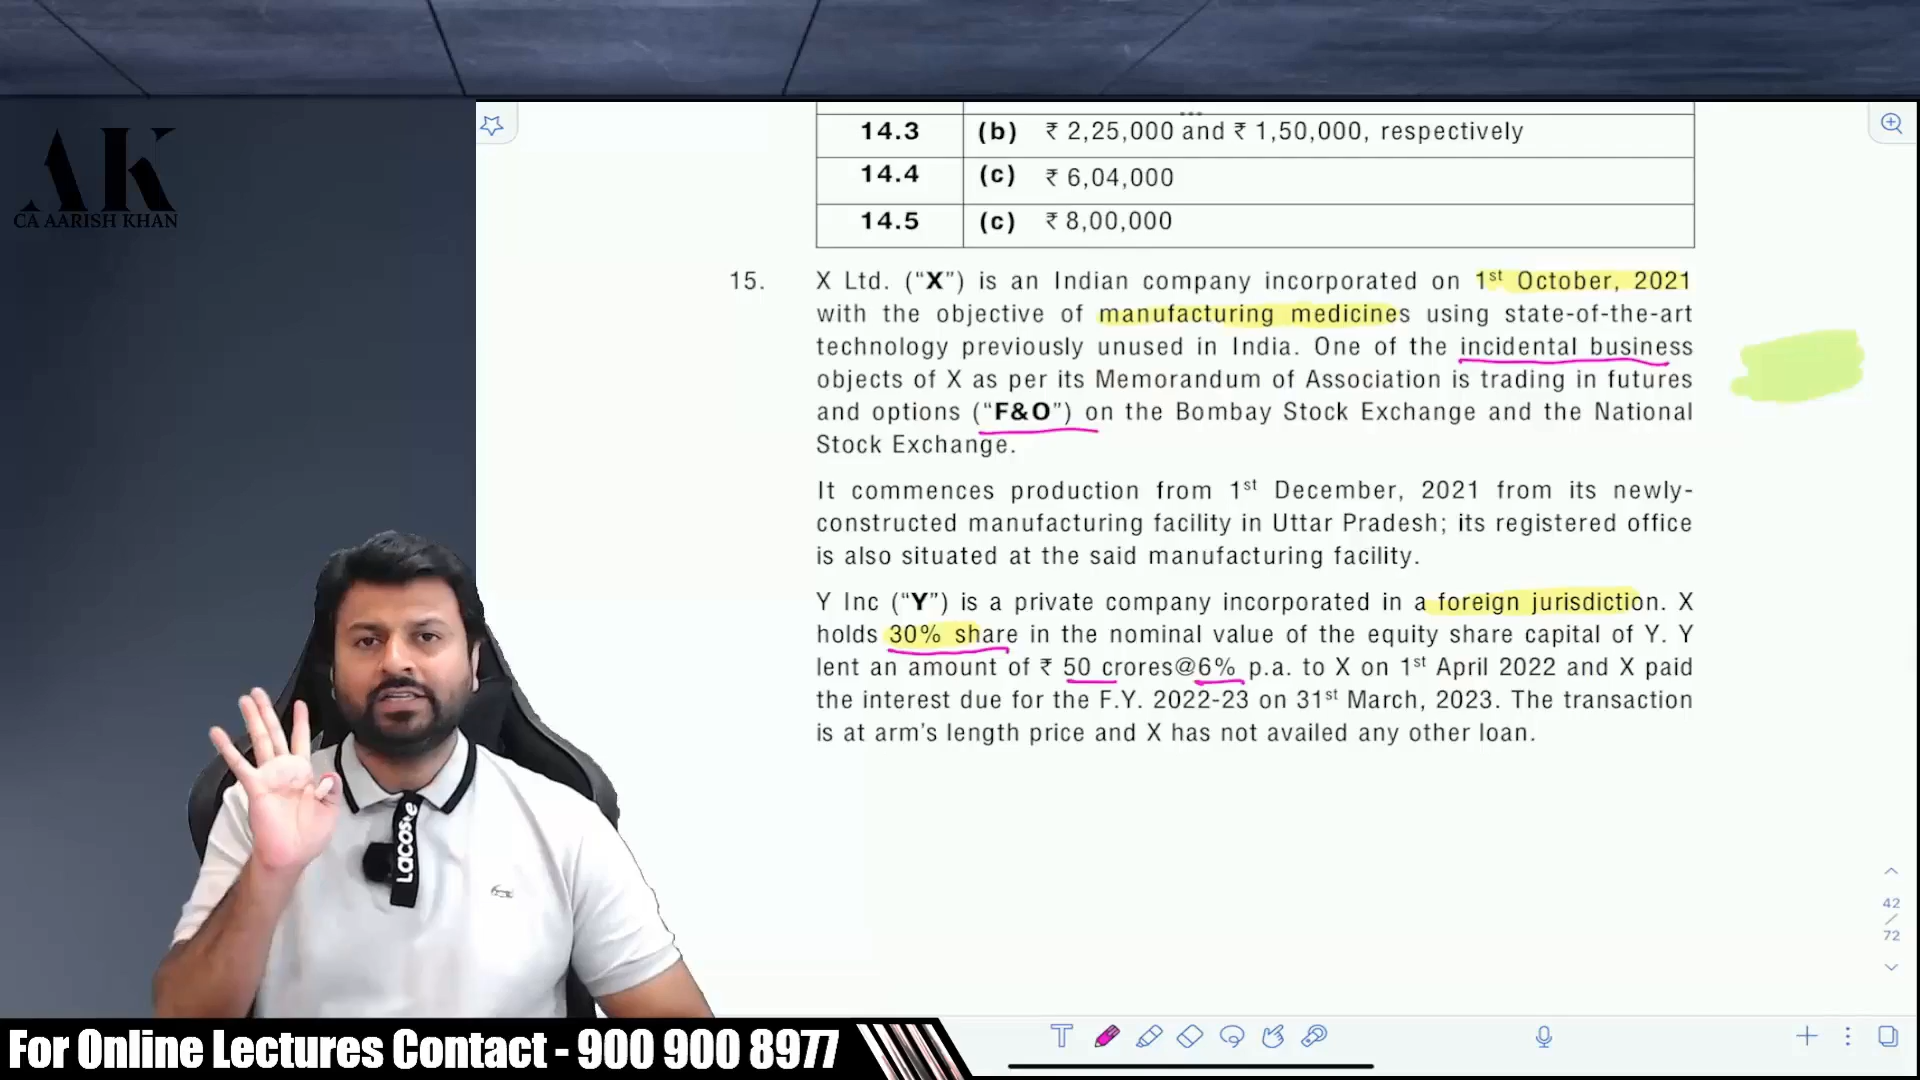 AK
CA AARISH KHAN
14.3 (b) ₹ 2,25,000 and ₹ 1,50,000, respectively
14.4 (c) ₹ 6,04,000
14.5 (c) ₹ 8,00,000
15. X Ltd. (“X”) is an Indian company incorporated on 1st October, 2021
with the objective of manufacturing medicines using state-of-the-art
technology previously unused in India. One of the incidental business
objects of X as per its Memorandum of Association is trading in futures
and options (“F&O”) on the Bombay Stock Exchange and the National
Stock Exchange.
It commences production from 1st December, 2021 from its newly-
constructed manufacturing facility in Uttar Pradesh; its registered office
is also situated at the said manufacturing facility.
Y Inc (“Y”) is a private company incorporated in a foreign jurisdiction. X
holds 30% share in the nominal value of the equity share capital of Y. Y
lent an amount of ₹ 50 crores@6% p.a. to X on 1st April 2022 and X paid
the interest due for the F.Y. 2022-23 on 31st March, 2023. The transaction
is at arm’s length price and X has not availed any other loan.
Lacoste
42
/
72
T
For Online Lectures Contact - 900 900 8977